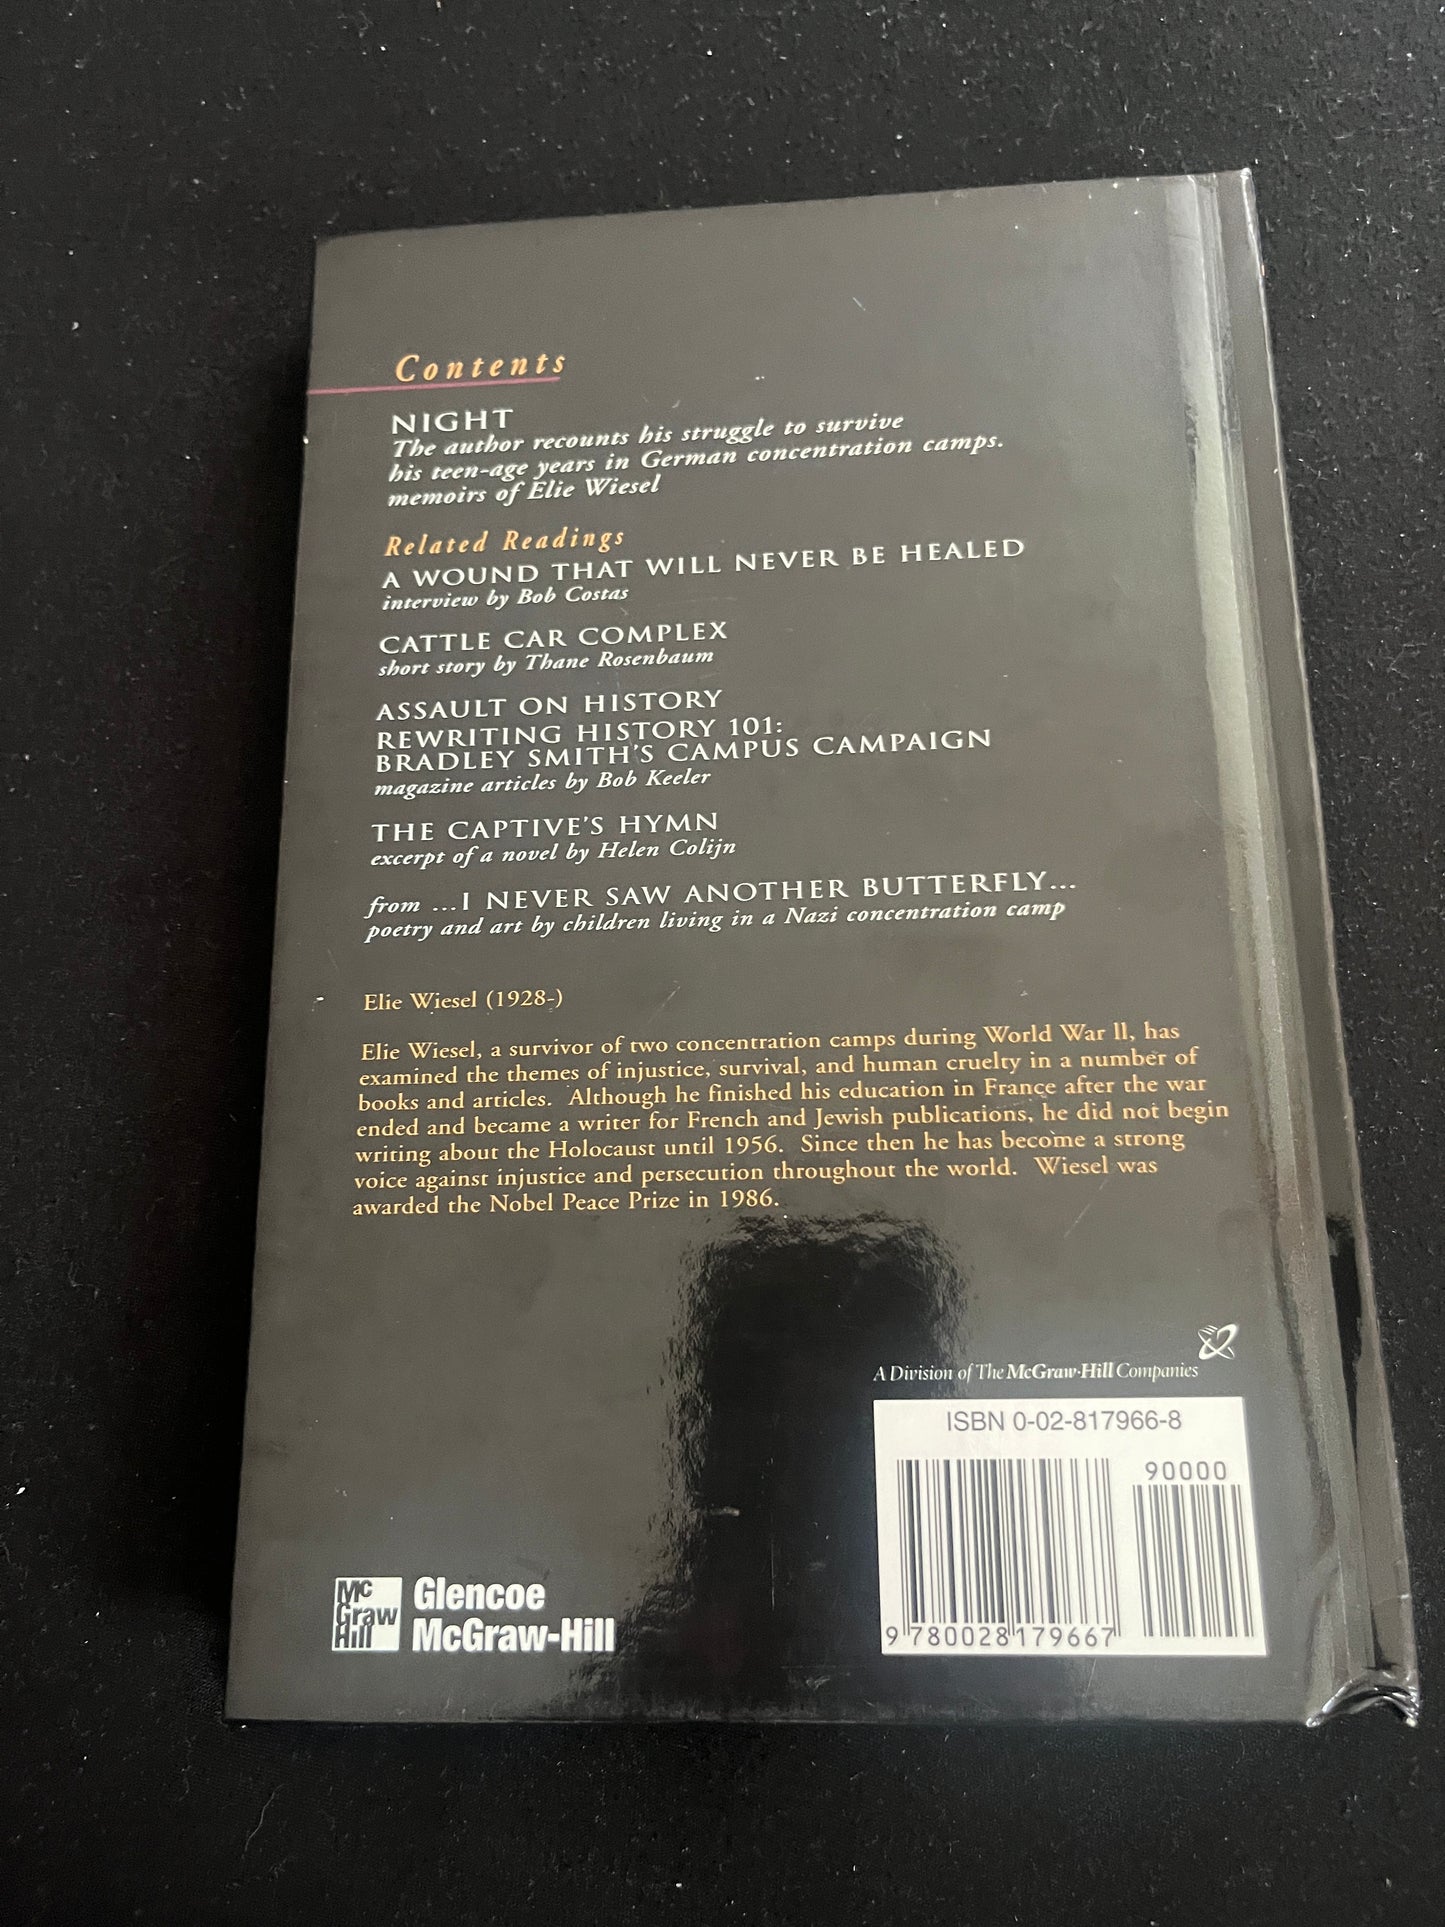 Contents
NIGHT
The author recounts his struggle to survive
his teen-age years in German concentration camps.
memoirs of Elie Wiesel
Related Readings
A WOUND THAT WILL NEVER BE HEALED
interview by Bob Costas
CATTLE CAR COMPLEX
short story by Thane Rosenbaum
ASSAULT ON HISTORY
REWRITING HISTORY 101:
BRADLEY SMITH'S CAMPUS CAMPAIGN
magazine articles by Bob Keeler
THE CAPTIVE'S HYMN
excerpt of a novel by Helen Colijn
from ...I NEVER SAW ANOTHER BUTTERFLY...
poetry and art by children living in a Nazi concentration camp
Elie Wiesel (1928-)
Elie Wiesel, a survivor of two concentration camps during World War ll, has
examined the themes of injustice, survival, and human cruelty in a number of
books and articles. Although he finished his education in France after the war
ended and became a writer for French and Jewish publications, he did not begin
writing about the Holocaust until 1956. Since then he has become a strong
voice against injustice and persecution throughout the world. Wiesel was
awarded the Nobel Peace Prize in 1986.
A Division of The McGraw-Hill Companies
ISBN 0-02-817966-8
90000
9 780028 179667
Mc
Graw
Hill
Glencoe
McGraw-Hill